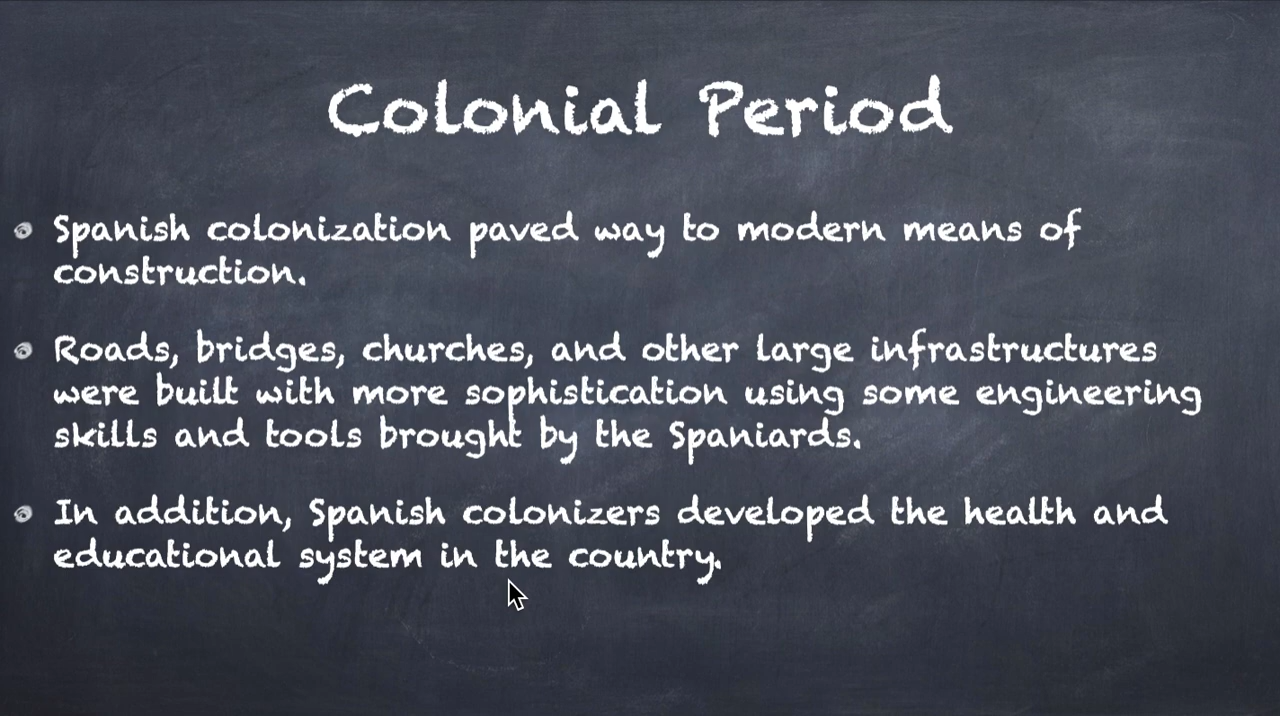 Colonial Period
Spanish colonization paved way to modern means of
construction.
Roads, bridges, churches, and other large infrastructures
were built with more sophistication using some engineering
skills and tools brought by the Spaniards.
In addition, Spanish colonizers developed the health and
educational system in the country.